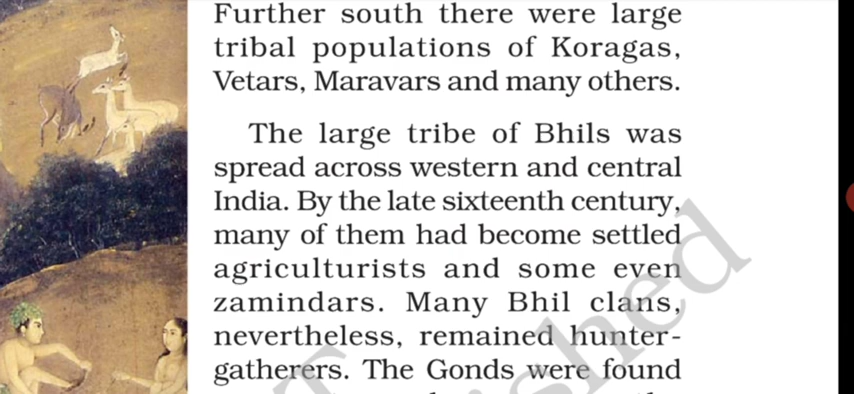 Further south there were large
tribal populations of Koragas,
Vetars, Maravars and many others.
The large tribe of Bhils was
spread across western and central
India. By the late sixteenth century,
many of them had become settled
agriculturists and some even
zamindars. Many Bhil clans,
nevertheless, remained hunter-
gatherers. The Gonds were found